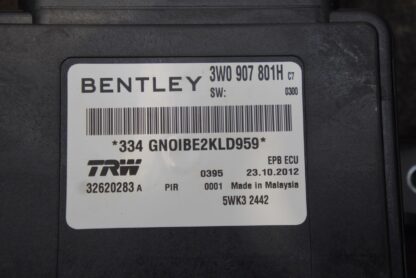 BENTLEY 3W0 907 801H C7
SW: 0300
*334 GNOIBE2KLD959*
TRW 0395 EPB ECU
23.10.2012
32620283 A PIR 0001 Made in Malaysia
5WK3 2442